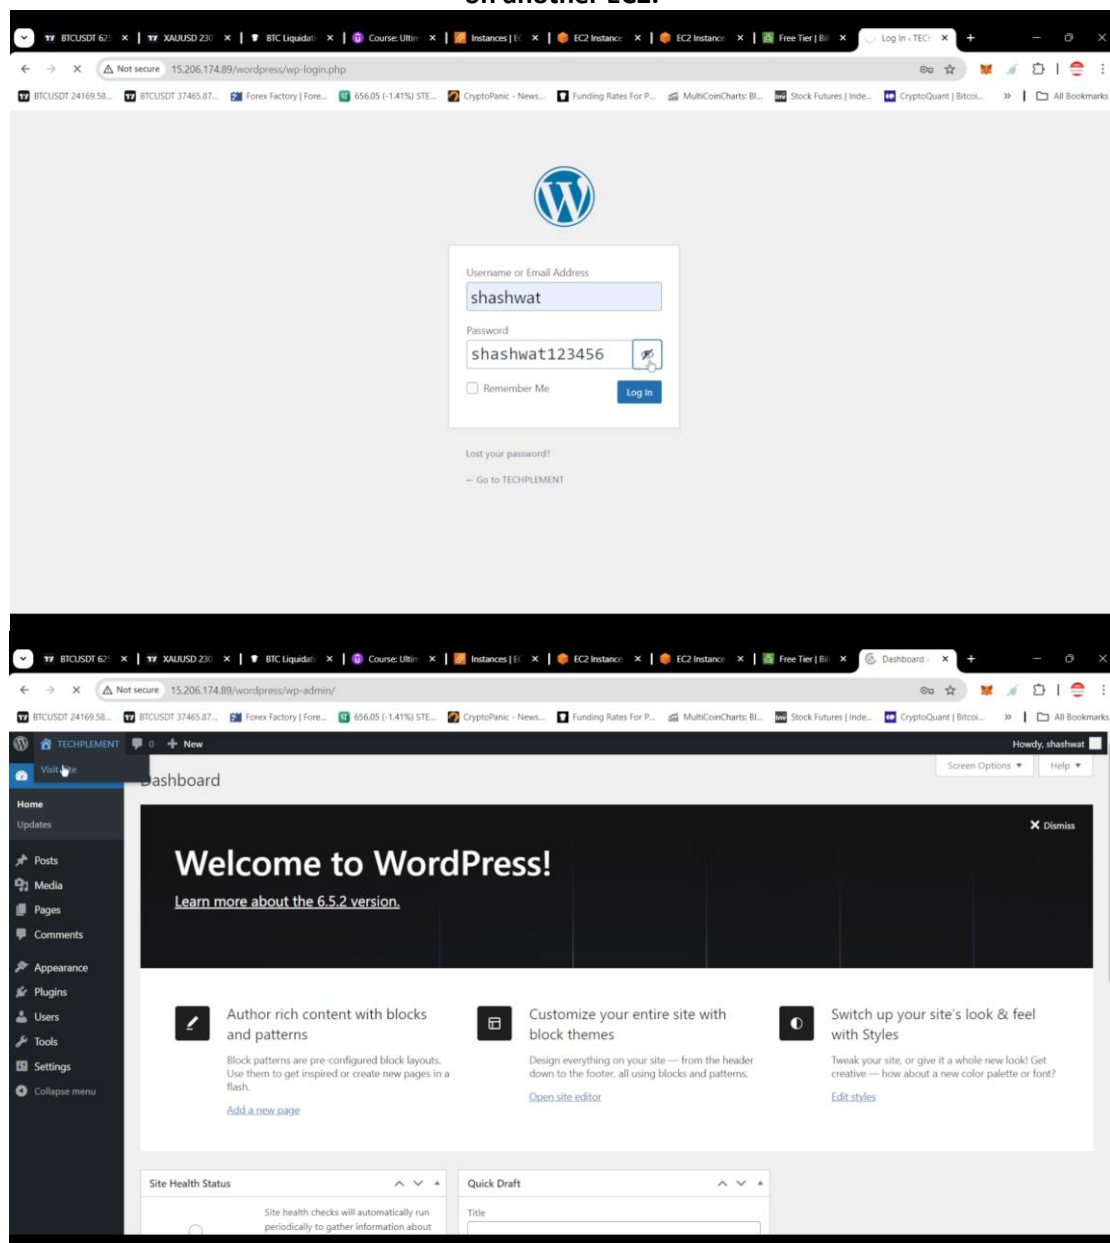 on another EC2.
BTCUSDT 62
XAUUSD 230
BTC Liquidat
Course: Ultim
Instances | EC
EC2 Instance
EC2 Instance
Free Tier | Bill
Log In ‹ TECH
Not secure 15.206.174.89/wordpress/wp-login.php
BTCUSDT 24169.58... BTCUSDT 37465.87... Forex Factory | Fore... 656.05 (-1.41%) STE... CryptoPanic - News... Funding Rates For P... MultiCoinCharts: Bl... Stock Futures | Inde... CryptoQuant | Bitcoi... » All Bookmarks
Username or Email Address
shashwat
Password
shashwat123456
Remember Me
Log In
Lost your password?
← Go to TECHPLEMENT
BTCUSDT 62
XAUUSD 230
BTC Liquidat
Course: Ultim
Instances | EC
EC2 Instance
EC2 Instance
Free Tier | Bill
Dashboard ‹
Not secure 15.206.174.89/wordpress/wp-admin/
BTCUSDT 24169.58... BTCUSDT 37465.87... Forex Factory | Fore... 656.05 (-1.41%) STE... CryptoPanic - News... Funding Rates For P... MultiCoinCharts: Bl... Stock Futures | Inde... CryptoQuant | Bitcoi... » All Bookmarks
TECHPLEMENT 0 + New Howdy, shashwat
Visit Site
Screen Options ▼ Help ▼
Dashboard
Home
Updates
Posts
Media
Pages
Comments
Appearance
Plugins
Users
Tools
Settings
Collapse menu
Dismiss
Welcome to WordPress!
Learn more about the 6.5.2 version.
Author rich content with blocks
and patterns
Block patterns are pre-configured block layouts.
Use them to get inspired or create new pages in a
flash.
Add a new page
Customize your entire site with
block themes
Design everything on your site — from the header
down to the footer, all using blocks and patterns.
Open site editor
Switch up your site's look & feel
with Styles
Tweak your site, or give it a whole new look! Get
creative — how about a new color palette or font?
Edit styles
Site Health Status
Site health checks will automatically run
periodically to gather information about
Quick Draft
Title